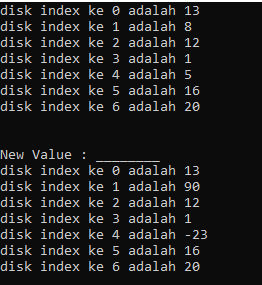 disk index ke 0 adalah 13
disk index ke 1 adalah 8
disk index ke 2 adalah 12
disk index ke 3 adalah 1
disk index ke 4 adalah 5
disk index ke 5 adalah 16
disk index ke 6 adalah 20
New Value : ________
disk index ke 0 adalah 13
disk index ke 1 adalah 90
disk index ke 2 adalah 12
disk index ke 3 adalah 1
disk index ke 4 adalah -23
disk index ke 5 adalah 16
disk index ke 6 adalah 20